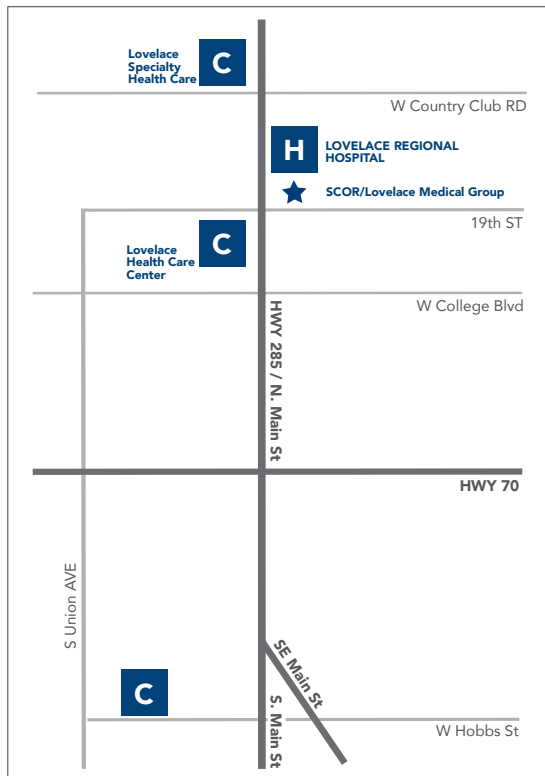 Lovelace
Specialty
Health Care
C
W Country Club RD
H
LOVELACE REGIONAL
HOSPITAL
SCOR/Lovelace Medical Group
19th ST
C
Lovelace
Health Care
Center
W College Blvd
HWY 285 / N. Main St
HWY 70
S Union AVE
SE Main St
C
S. Main St
W Hobbs St